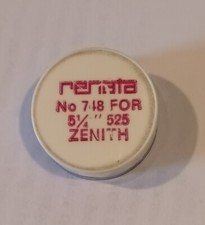 renata
No 748 FOR
5¼''' 525
ZENITH